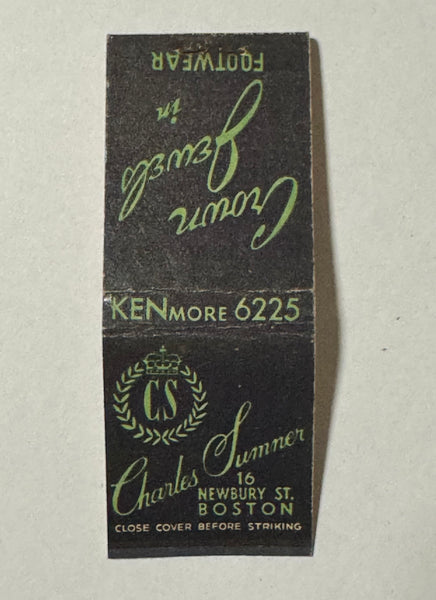 Crown
Jewels
in
FOOTWEAR
KENMORE 6225
CS
Charles Sumner
16
NEWBURY ST.
BOSTON
CLOSE COVER BEFORE STRIKING